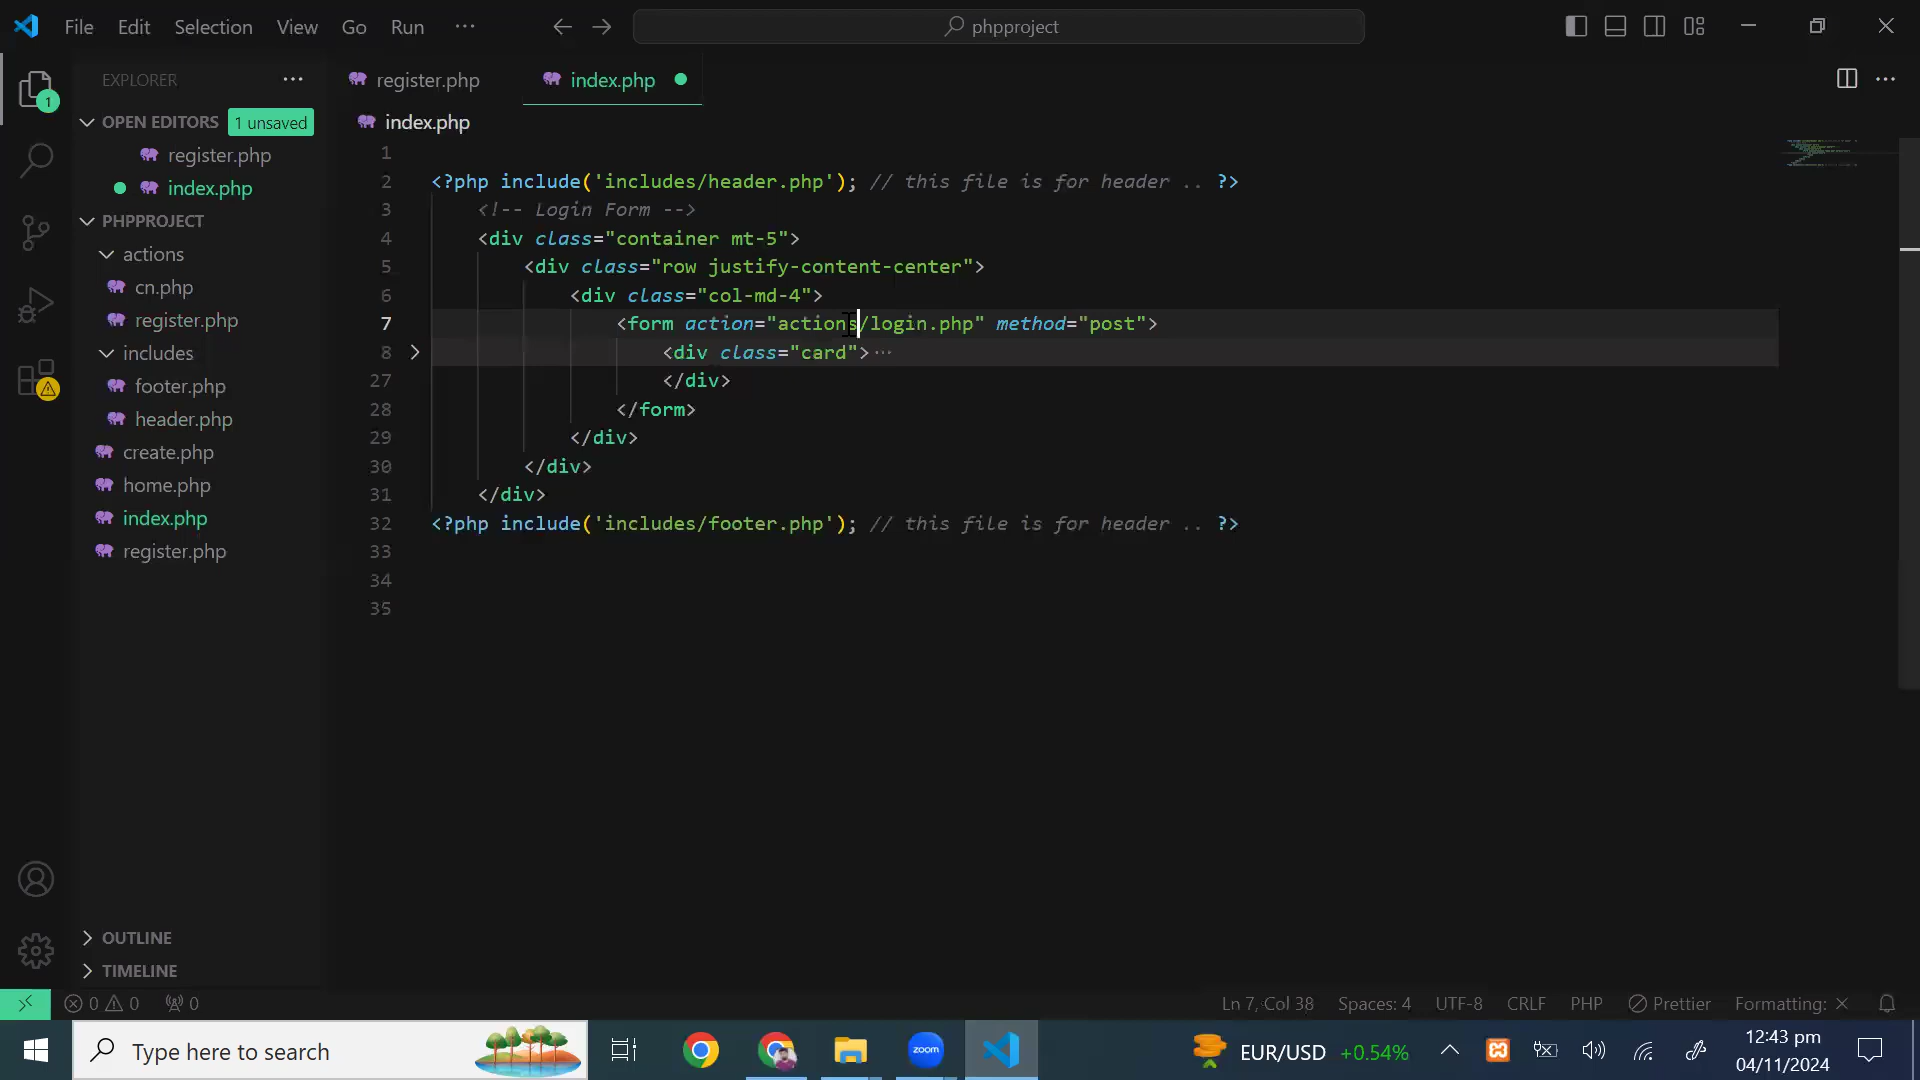 File Edit Selection View Go Run ··· phpproject
EXPLORER ···
OPEN EDITORS 1 unsaved
register.php
index.php
PHPPROJECT
actions
cn.php
register.php
includes
footer.php
header.php
create.php
home.php
index.php
register.php
OUTLINE
TIMELINE
register.php index.php
index.php
1
2 <?php include('includes/header.php'); // this file is for header .. ?>
3 <!-- Login Form -->
4 <div class="container mt-5">
5 <div class="row justify-content-center">
6 <div class="col-md-4">
7 <form action="actions/login.php" method="post">
8 <div class="card">···
27 </div>
28 </form>
29 </div>
30 </div>
31 </div>
32 <?php include('includes/footer.php'); // this file is for header .. ?>
33
34
35
0 0 0 Ln 7, Col 38 Spaces: 4 UTF-8 CRLF PHP Prettier Formatting: ×
Type here to search zoom EUR/USD +0.54% 12:43 pm
04/11/2024